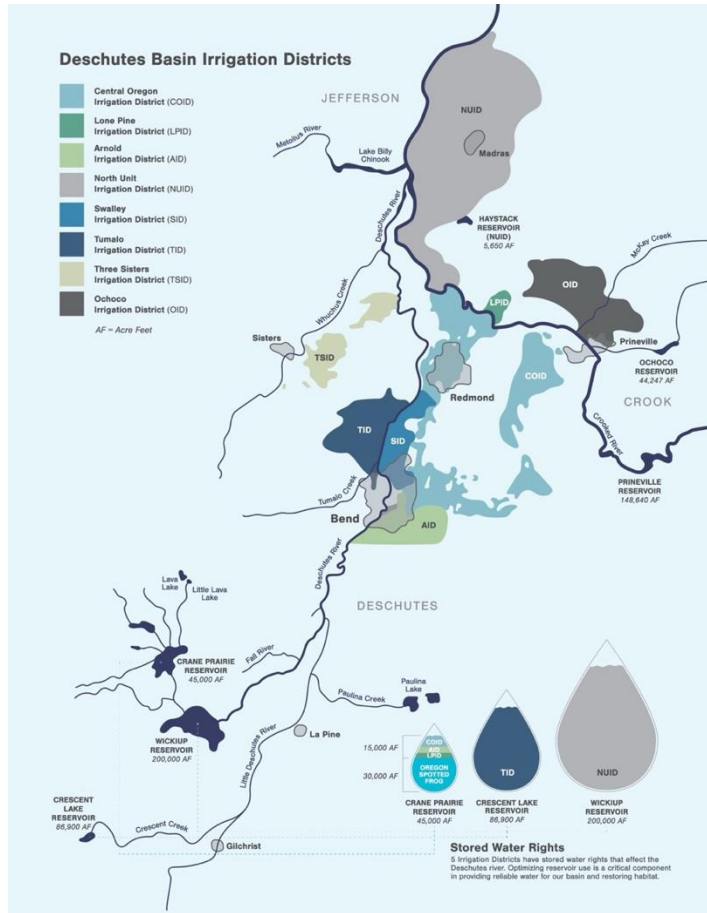 Deschutes Basin Irrigation Districts
Central Oregon
Irrigation District (COID)
Lone Pine
Irrigation District (LPID)
Arnold
Irrigation District (AID)
North Unit
Irrigation District (NUID)
Swalley
Irrigation District (SID)
Tumalo
Irrigation District (TID)
Three Sisters
Irrigation District (TSID)
Ochoco
Irrigation District (OID)
AF = Acre Feet
JEFFERSON
NUID
Madras
Metolius River
Lake Billy
Chinook
Deschutes River
HAYSTACK
RESERVOIR
(NUID)
5,650 AF
McKay Creek
OID
LPID
Whychus Creek
Sisters
TSID
Prineville
OCHOCO
RESERVOIR
44,247 AF
COID
Redmond
CROOK
Crooked River
TID
SID
PRINEVILLE
RESERVOIR
148,640 AF
Tumalo Creek
Bend
AID
Deschutes River
DESCHUTES
Lava
Lake
Little Lava
Lake
CRANE PRAIRIE
RESERVOIR
45,000 AF
Fall River
Paulina
Lake
Paulina Creek
WICKIUP
RESERVOIR
200,000 AF
La Pine
Little Deschutes River
CRESCENT
LAKE
RESERVOIR
86,900 AF
Crescent Creek
Gilchrist
15,000 AF
30,000 AF
COID
AID
LPID
OREGON
SPOTTED
FROG
TID
NUID
CRANE PRAIRIE
RESERVOIR
45,000 AF
CRESCENT LAKE
RESERVOIR
86,900 AF
WICKIUP
RESERVOIR
200,000 AF
Stored Water Rights
5 Irrigation Districts have stored water rights that effect the
Deschutes river. Optimizing reservoir use is a critical component
in providing reliable water for our basin and restoring habitat.